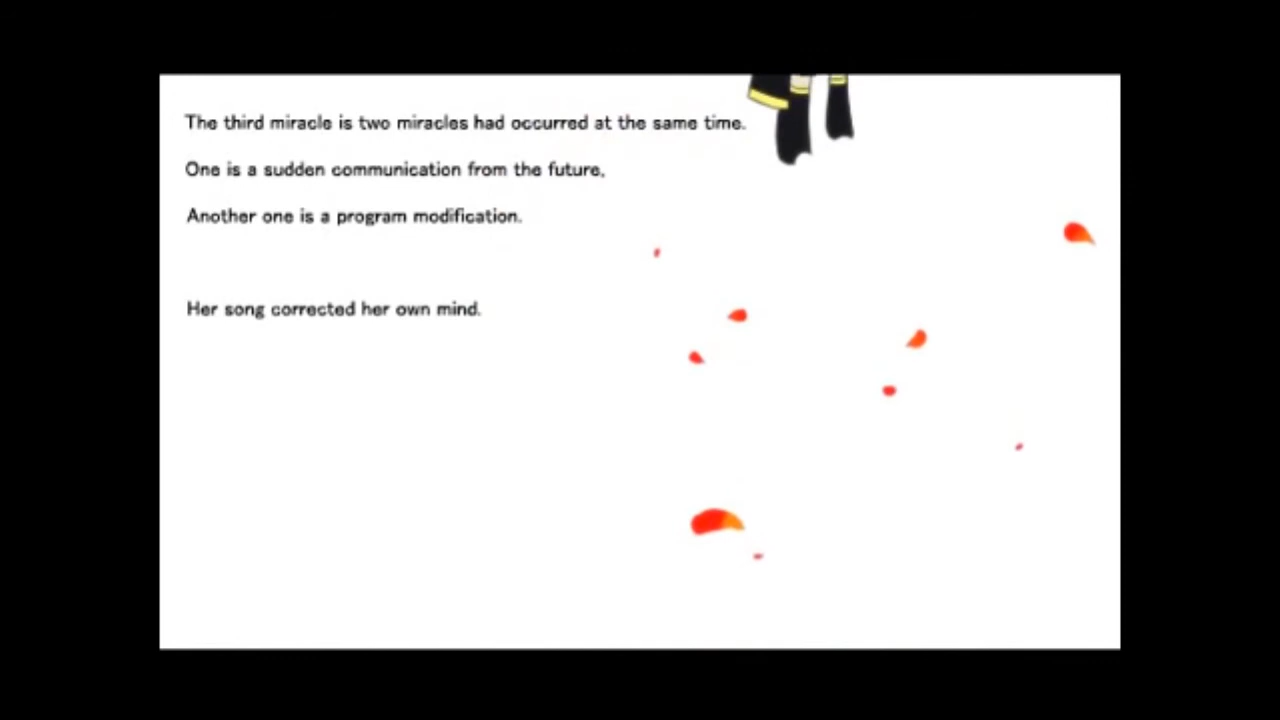 The third miracle is two miracles had occurred at the same time.
One is a sudden communication from the future,
Another one is a program modification.
Her song corrected her own mind.